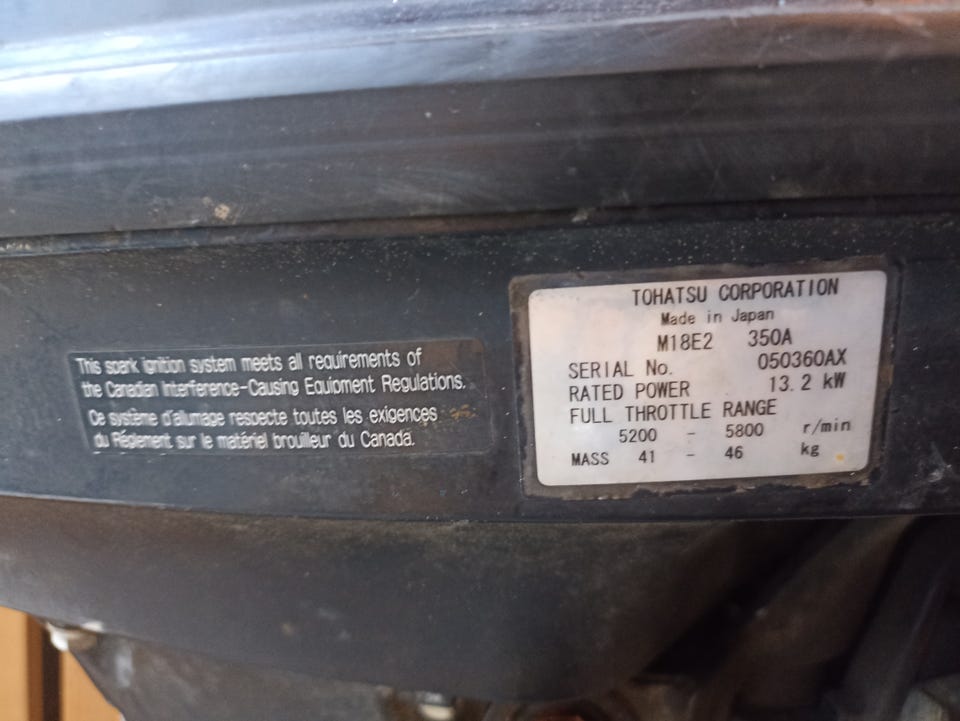 This spark ignition system meets all requirements of
the Canadian Interference-Causing Equipment Regulations.
Ce système d'alumage respecte toutes les exigences
du Règlement sur le matériel brouilleur du Canada.
TOHATSU CORPORATION
Made in Japan
M18E2 350A
SERIAL No. 050360AX
RATED POWER 13.2 kW
FULL THROTTLE RANGE
5200 - 5800 r/min
MASS 41 - 46 kg